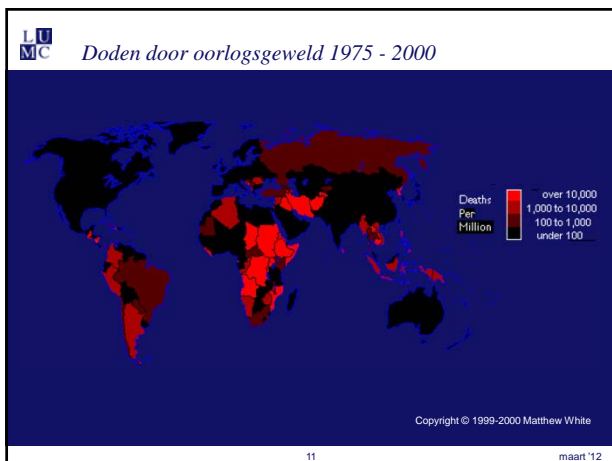 LU
MC
Doden door oorlogsgeweld 1975 - 2000
Deaths
Per
Million
over 10,000
1,000 to 10,000
100 to 1,000
under 100
Copyright © 1999-2000 Matthew White
11
maart '12